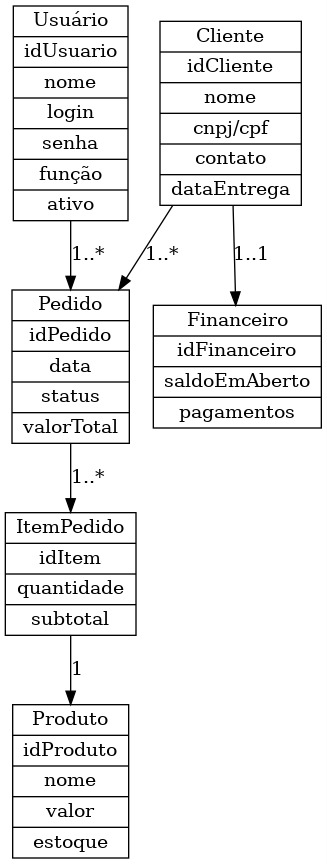 Usuário
idUsuario
nome
login
senha
função
ativo
Cliente
idCliente
nome
cnpj/cpf
contato
dataEntrega
1..*
1..*
1..1
Pedido
idPedido
data
status
valorTotal
Financeiro
idFinanceiro
saldoEmAberto
pagamentos
1..*
ItemPedido
idItem
quantidade
subtotal
1
Produto
idProduto
nome
valor
estoque